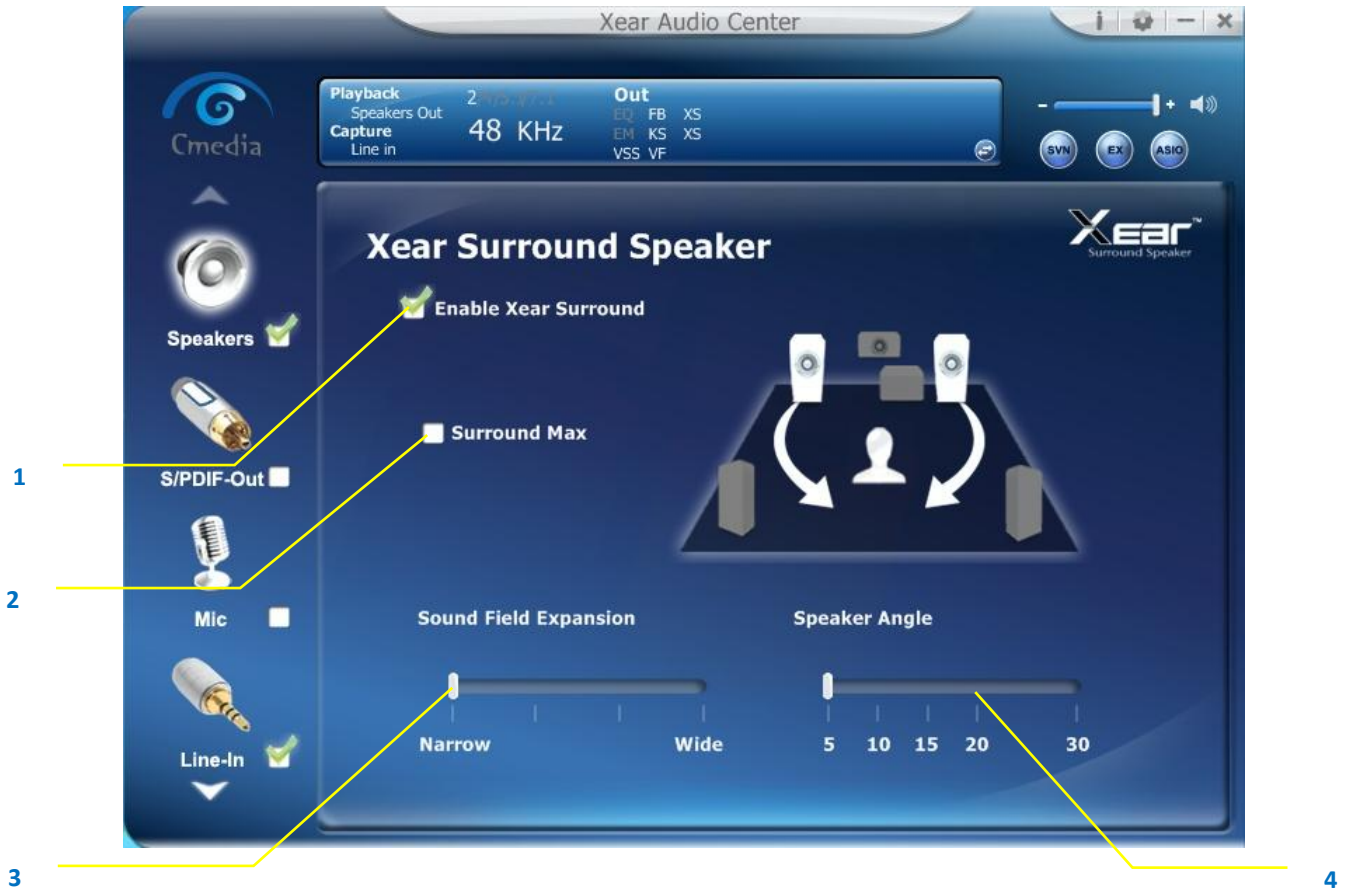 Xear Audio Center
i
Cmedia
Playback
Speakers Out
Capture
Line in
2
48 KHz
Out
EQ FB XS
EM KS XS
VSS VF
- +
SVN EX ASIO
Xear Surround Speaker
Xear™
Surround Speaker
Enable Xear Surround
Speakers
Surround Max
1
S/PDIF-Out
2
Mic
Sound Field Expansion
Speaker Angle
Narrow Wide
5 10 15 20 30
Line-In
3
4